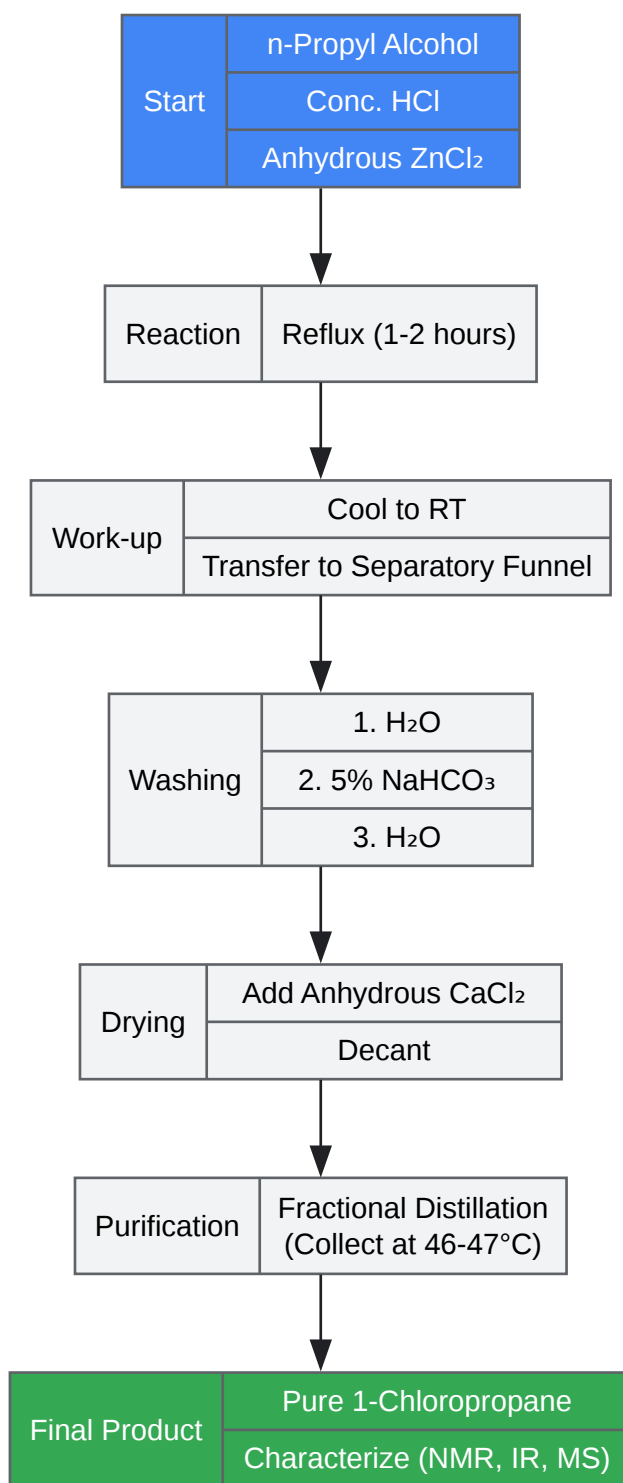 Start
n-Propyl Alcohol
Conc. HCl
Anhydrous ZnCl₂
Reaction
Reflux (1-2 hours)
Work-up
Cool to RT
Transfer to Separatory Funnel
Washing
1. H₂O
2. 5% NaHCO₃
3. H₂O
Drying
Add Anhydrous CaCl₂
Decant
Purification
Fractional Distillation
(Collect at 46-47°C)
Final Product
Pure 1-Chloropropane
Characterize (NMR, IR, MS)